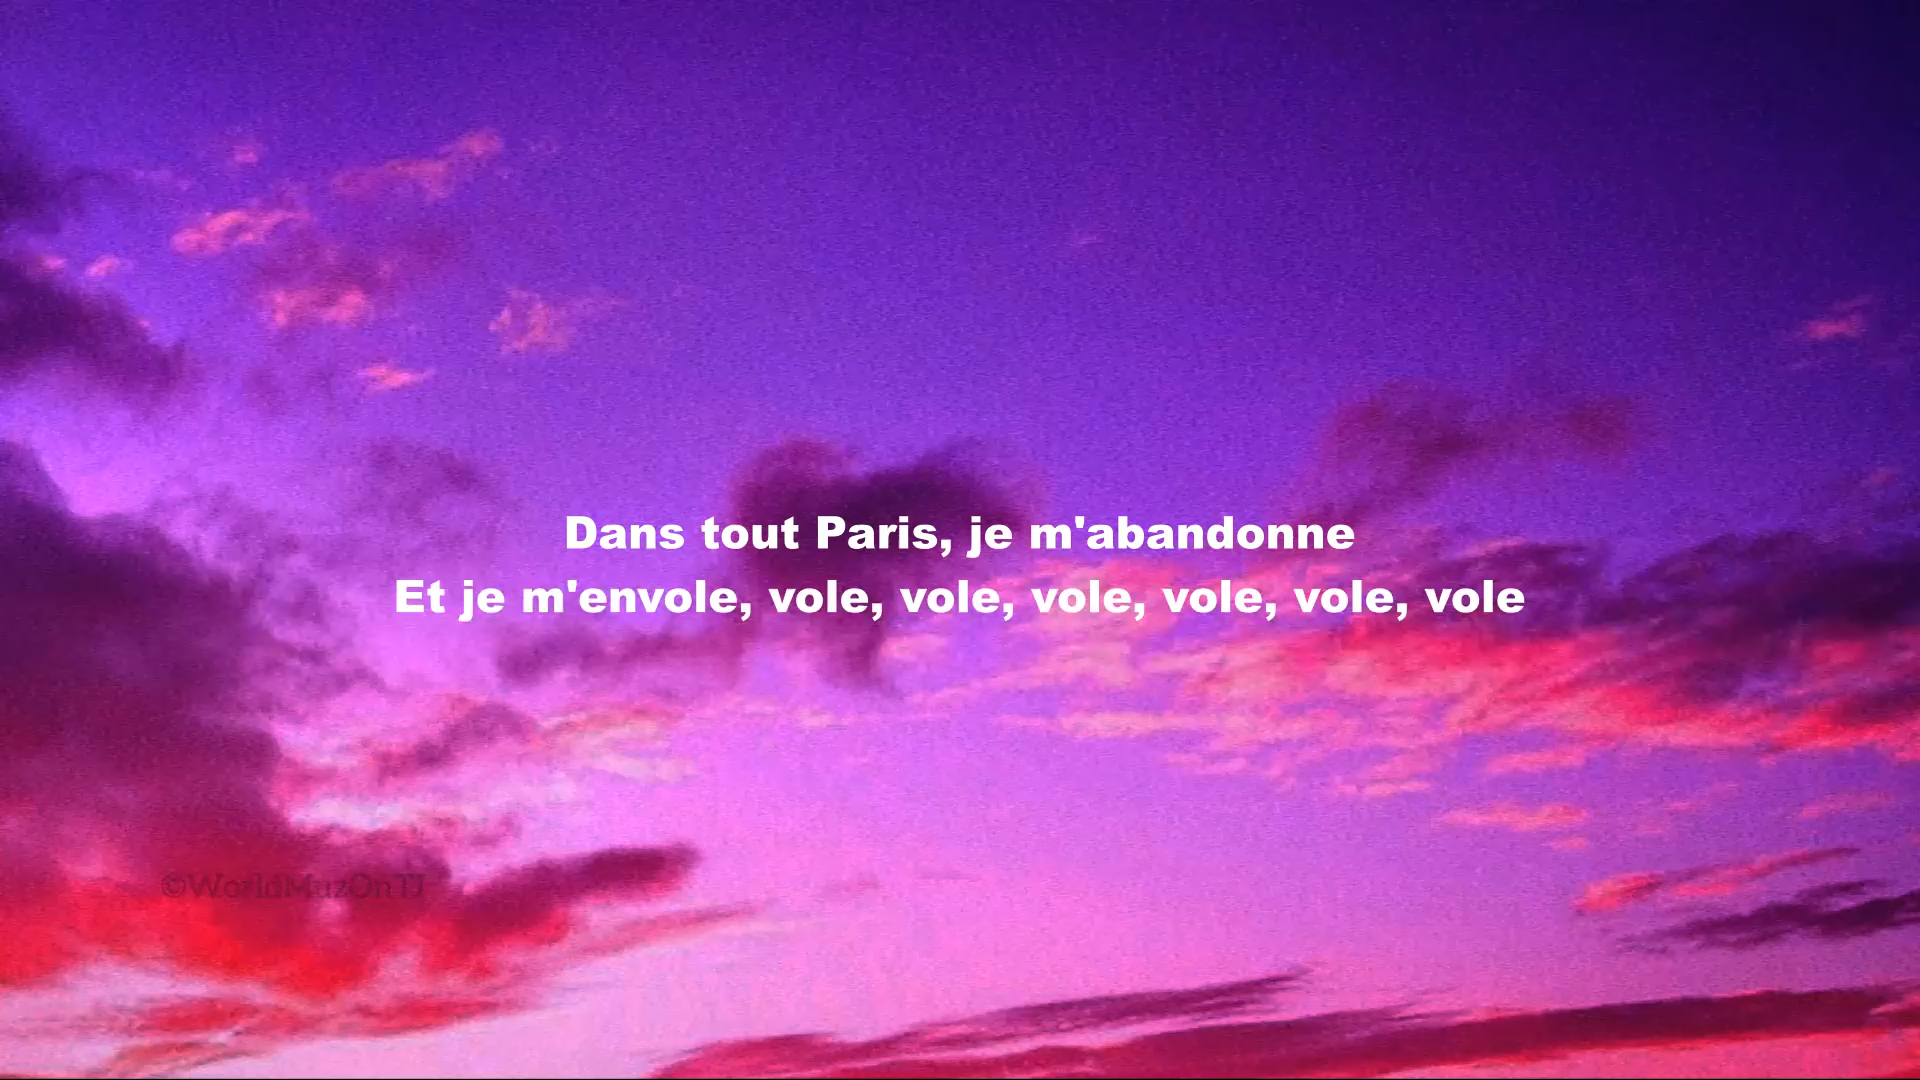 Dans tout Paris, je m'abandonne
Et je m'envole, vole, vole, vole, vole, vole, vole
©WorldMuzOnTJ